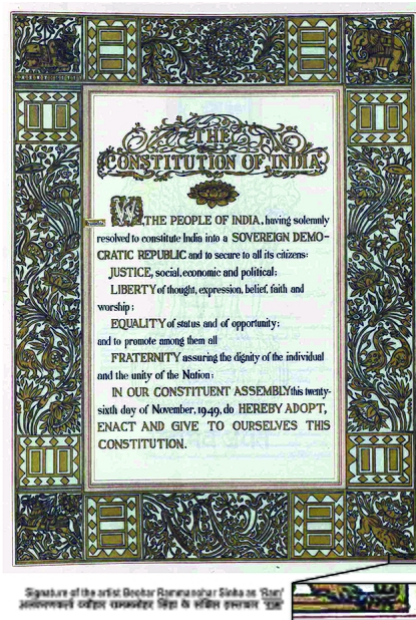 THE
CONSTITUTION OF INDIA
WE, THE PEOPLE OF INDIA, having solemnly
resolved to constitute India into a SOVEREIGN DEMO-
CRATIC REPUBLIC and to secure to all its citizens:
JUSTICE, social, economic and political;
LIBERTY of thought, expression, belief, faith and
worship;
EQUALITY of status and of opportunity;
and to promote among them all
FRATERNITY assuring the dignity of the individual
and the unity of the Nation;
IN OUR CONSTITUENT ASSEMBLY this twenty-
sixth day of November, 1949, do HEREBY ADOPT,
ENACT AND GIVE TO OURSELVES THIS
CONSTITUTION.
Signature of the artist Beohar Rammanohar Sinha as 'Ram'